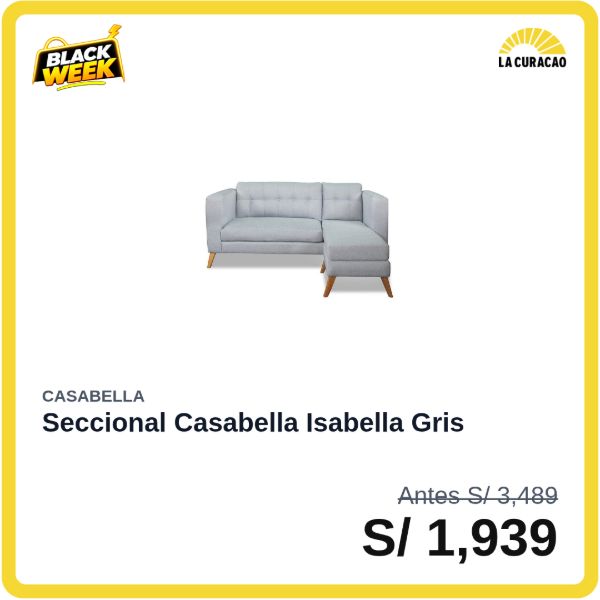 BLACK
WEEK
LA CURACAO
CASABELLA
Seccional Casabella Isabella Gris
Antes S/ 3,489
S/ 1,939